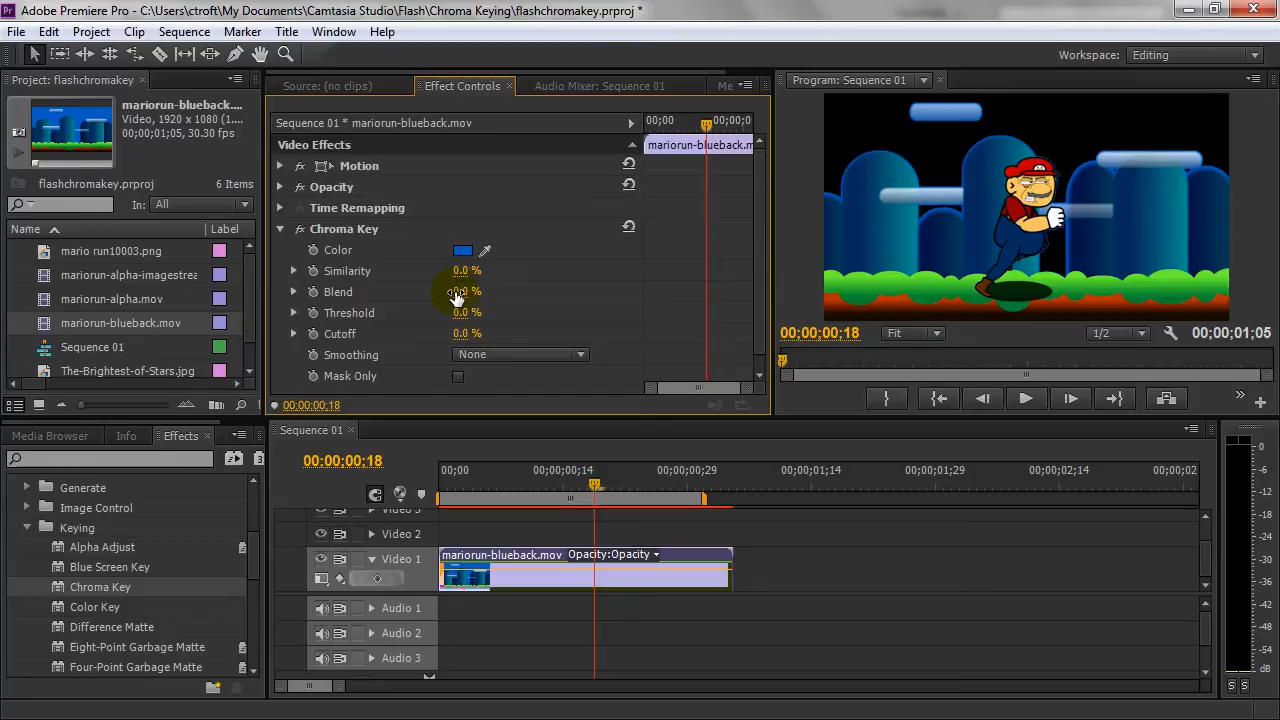 Adobe Premiere Pro - C:\Users\ctroft\My Documents\Camtasia Studio\Flash\Chroma Keying\flashchromakey.prproj *
File Edit Project Clip Sequence Marker Title Window Help
Workspace: Editing
Project: flashchromakey
mariorun-blueback....
Video, 1920 x 1080 (1....
00;00;01;05, 30.30 fps
flashchromakey.prproj 6 Items
In: All
Name Label
mario run10003.png
mariorun-alpha-imagestrea
mariorun-alpha.mov
mariorun-blueback.mov
Sequence 01
The-Brightest-of-Stars.jpg
Source: (no clips) Effect Controls Audio Mixer: Sequence 01 Me
Sequence 01 * mariorun-blueback.mov
00;00 00;00;0
Video Effects
mariorun-blueback.m
Motion
Opacity
Time Remapping
Chroma Key
Color
Similarity 0.0 %
Blend 0.0 %
Threshold 0.0 %
Cutoff 0.0 %
Smoothing None
Mask Only
00:00:00:18
Program: Sequence 01
00;00;00;18 Fit 1/2 00;00;01;05
Media Browser Info Effects
Generate
Image Control
Keying
Alpha Adjust
Blue Screen Key
Chroma Key
Color Key
Difference Matte
Eight-Point Garbage Matte
Four-Point Garbage Matte
Sequence 01
00:00:00:18
00;00 00;00;00;14 00;00;00;29 00;00;01;14 00;00;01;29 00;00;02;14 00;00;02
Video 3
Video 2
Video 1
mariorun-blueback.mov Opacity:Opacity
Audio 1
Audio 2
Audio 3
0
-6
-12
-18
-24
-30
-36
-42
-48
-54
dB
S S